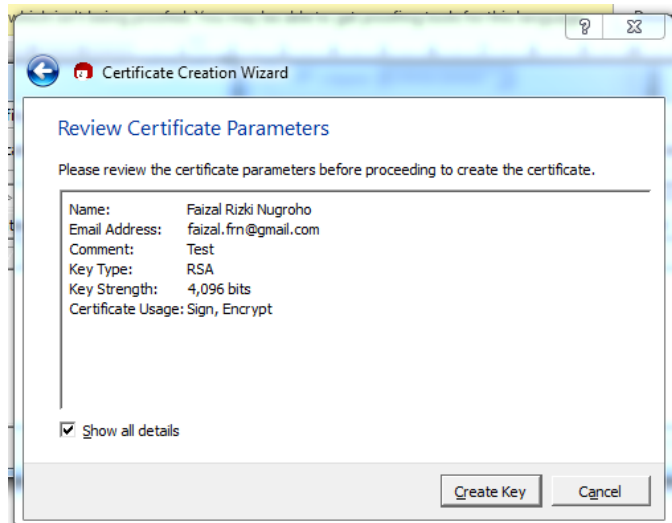 Certificate Creation Wizard
Review Certificate Parameters
Please review the certificate parameters before proceeding to create the certificate.
Name: Faizal Rizki Nugroho
Email Address: faizal.frn@gmail.com
Comment: Test
Key Type: RSA
Key Strength: 4,096 bits
Certificate Usage: Sign, Encrypt
Show all details
Create Key Cancel